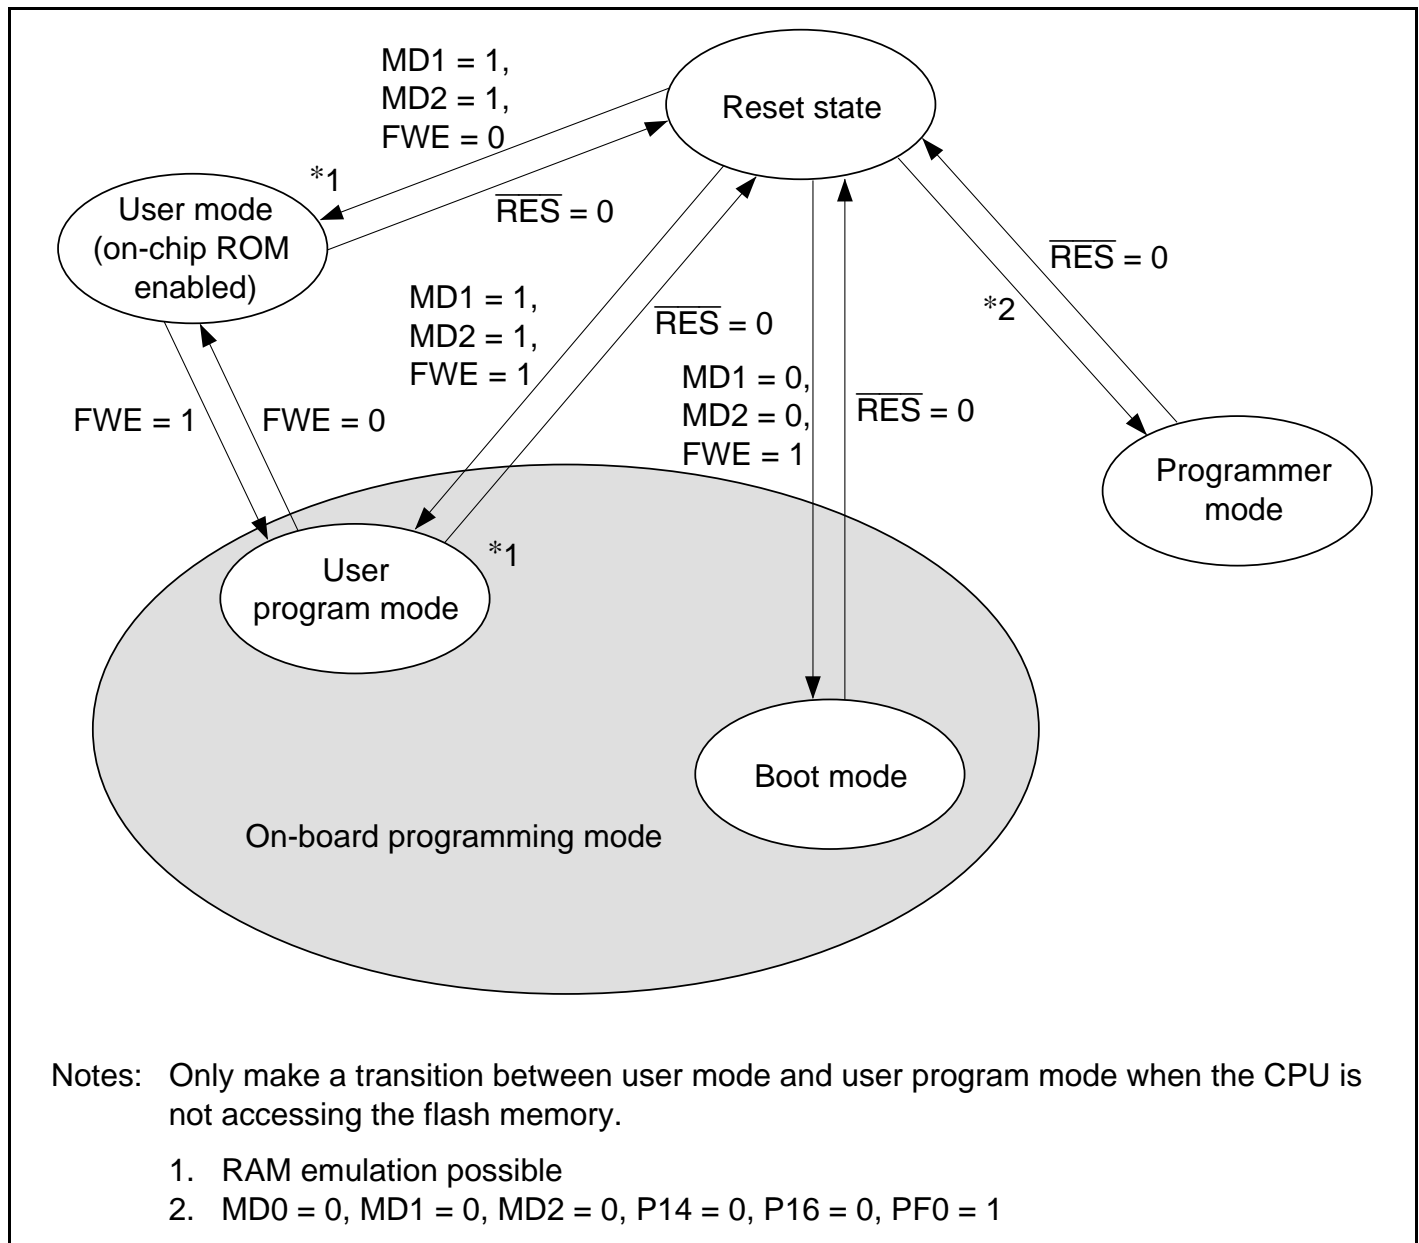 MD1 = 1,
MD2 = 1,
FWE = 0
Reset state
*1
R̅E̅S̅ = 0
User mode
(on-chip ROM
enabled)
MD1 = 1,
MD2 = 1,
FWE = 1
R̅E̅S̅ = 0
R̅E̅S̅ = 0
*2
MD1 = 0,
MD2 = 0,
FWE = 1
R̅E̅S̅ = 0
FWE = 1
FWE = 0
Programmer
mode
*1
User
program mode
Boot mode
On-board programming mode
Notes: Only make a transition between user mode and user program mode when the CPU is
not accessing the flash memory.
1. RAM emulation possible
2. MD0 = 0, MD1 = 0, MD2 = 0, P14 = 0, P16 = 0, PF0 = 1